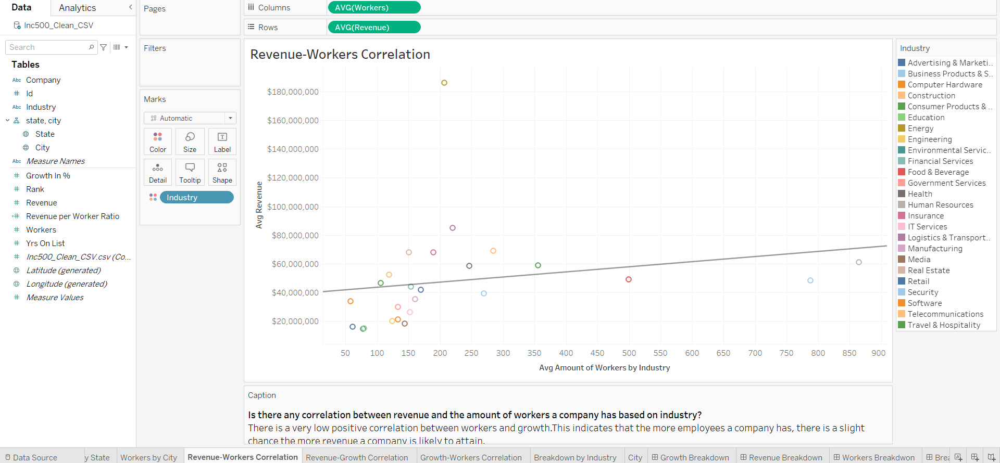 Data
Analytics
Inc500_Clean_CSV
Search
Tables
Abc Company
# Id
Abc Industry
state, city
State
City
Abc Measure Names
# Growth In %
# Rank
# Revenue
=# Revenue per Worker Ratio
# Workers
# Yrs On List
# Inc500_Clean_CSV.csv (Co...
Latitude (generated)
Longitude (generated)
# Measure Values
Pages
Filters
Marks
Automatic
Color
Size
Label
Detail
Tooltip
Shape
Industry
Columns
AVG(Workers)
Rows
AVG(Revenue)
Revenue-Workers Correlation
Avg Revenue
$180,000,000
$160,000,000
$140,000,000
$120,000,000
$100,000,000
$80,000,000
$60,000,000
$40,000,000
$20,000,000
50 100 150 200 250 300 350 400 450 500 550 600 650 700 750 800 850 900
Avg Amount of Workers by Industry
Industry
Advertising & Marketi..
Business Products & S..
Computer Hardware
Construction
Consumer Products & ..
Education
Energy
Engineering
Environmental Servic..
Financial Services
Food & Beverage
Government Services
Health
Human Resources
Insurance
IT Services
Logistics & Transport..
Manufacturing
Media
Real Estate
Retail
Security
Software
Telecommunications
Travel & Hospitality
Caption
Is there any correlation between revenue and the amount of workers a company has based on industry?
There is a very low positive correlation between workers and growth.This indicates that the more employees a company has, there is a slight
chance the more revenue a company is likely to attain.
Data Source
y State
Workers by City
Revenue-Workers Correlation
Revenue-Growth Correlation
Growth-Workers Correlation
Breakdown by Industry
City
Growth Breakdown
Revenue Breakdown
Workers Breakdwon
Brea